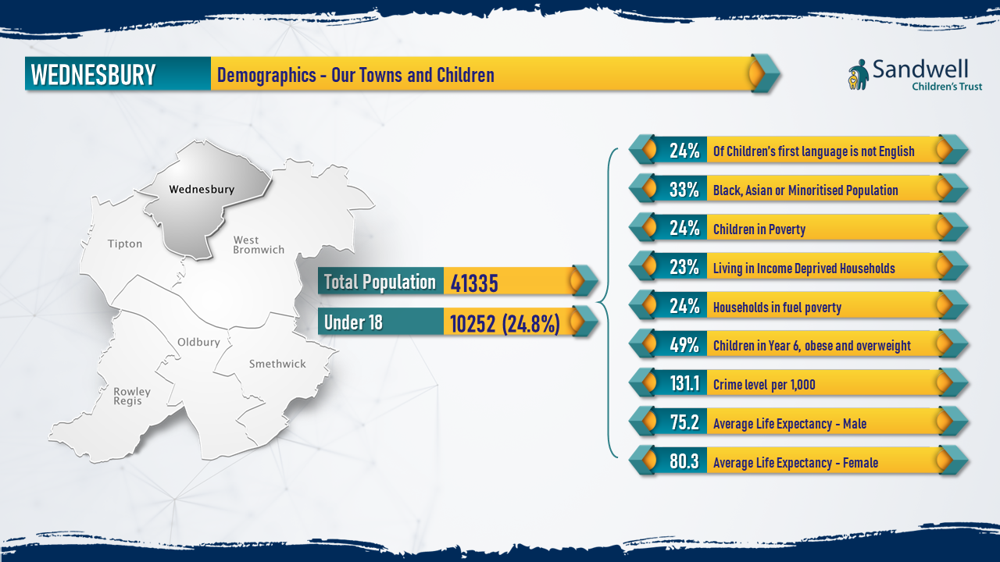 WEDNESBURY
Demographics - Our Towns and Children
Sandwell
Children's Trust
Wednesbury
Tipton
West
Bromwich
Oldbury
Smethwick
Rowley
Regis
Total Population 41335
Under 18 10252 (24.8%)
24% Of Children's first language is not English
33% Black, Asian or Minoritised Population
24% Children in Poverty
23% Living in Income Deprived Households
24% Households in fuel poverty
49% Children in Year 6, obese and overweight
131.1 Crime level per 1,000
75.2 Average Life Expectancy - Male
80.3 Average Life Expectancy - Female